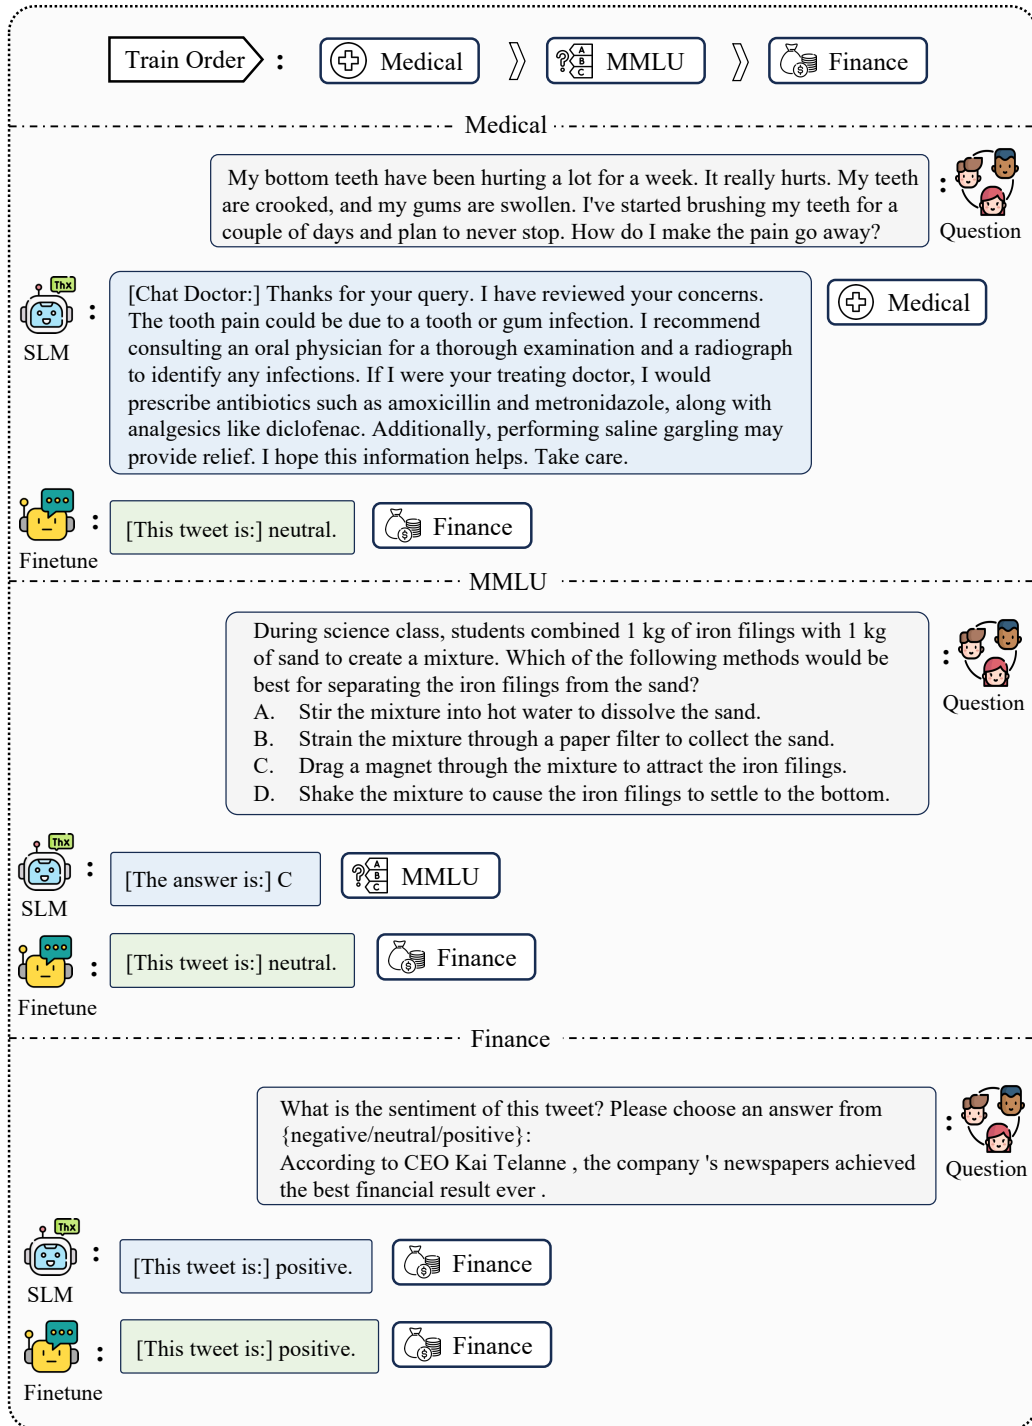 Train Order : Medical MMLU Finance
Medical
My bottom teeth have been hurting a lot for a week. It really hurts. My teeth
are crooked, and my gums are swollen. I've started brushing my teeth for a
couple of days and plan to never stop. How do I make the pain go away?
:
Question
Thx
SLM
:
[Chat Doctor:] Thanks for your query. I have reviewed your concerns.
The tooth pain could be due to a tooth or gum infection. I recommend
consulting an oral physician for a thorough examination and a radiograph
to identify any infections. If I were your treating doctor, I would
prescribe antibiotics such as amoxicillin and metronidazole, along with
analgesics like diclofenac. Additionally, performing saline gargling may
provide relief. I hope this information helps. Take care.
Medical
Finetune
:
[This tweet is:] neutral.
Finance
MMLU
During science class, students combined 1 kg of iron filings with 1 kg
of sand to create a mixture. Which of the following methods would be
best for separating the iron filings from the sand?
A. Stir the mixture into hot water to dissolve the sand.
B. Strain the mixture through a paper filter to collect the sand.
C. Drag a magnet through the mixture to attract the iron filings.
D. Shake the mixture to cause the iron filings to settle to the bottom.
:
Question
Thx
SLM
:
[The answer is:] C
? A B C MMLU
Finetune
:
[This tweet is:] neutral.
Finance
Finance
What is the sentiment of this tweet? Please choose an answer from
{negative/neutral/positive}:
According to CEO Kai Telanne , the company 's newspapers achieved
the best financial result ever .
:
Question
Thx
SLM
:
[This tweet is:] positive.
Finance
Finetune
:
[This tweet is:] positive.
Finance